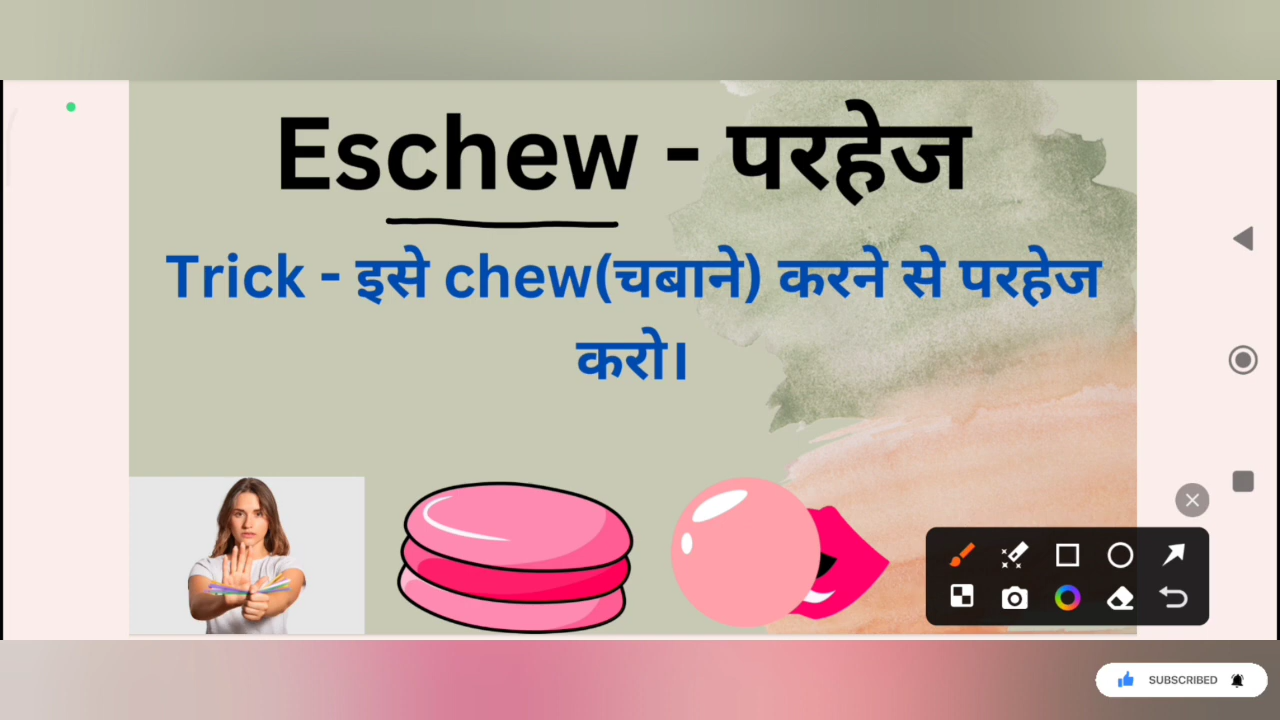 Eschew - परहेज
Trick - इसे chew(चबाने) करने से परहेज
करो।
SUBSCRIBED